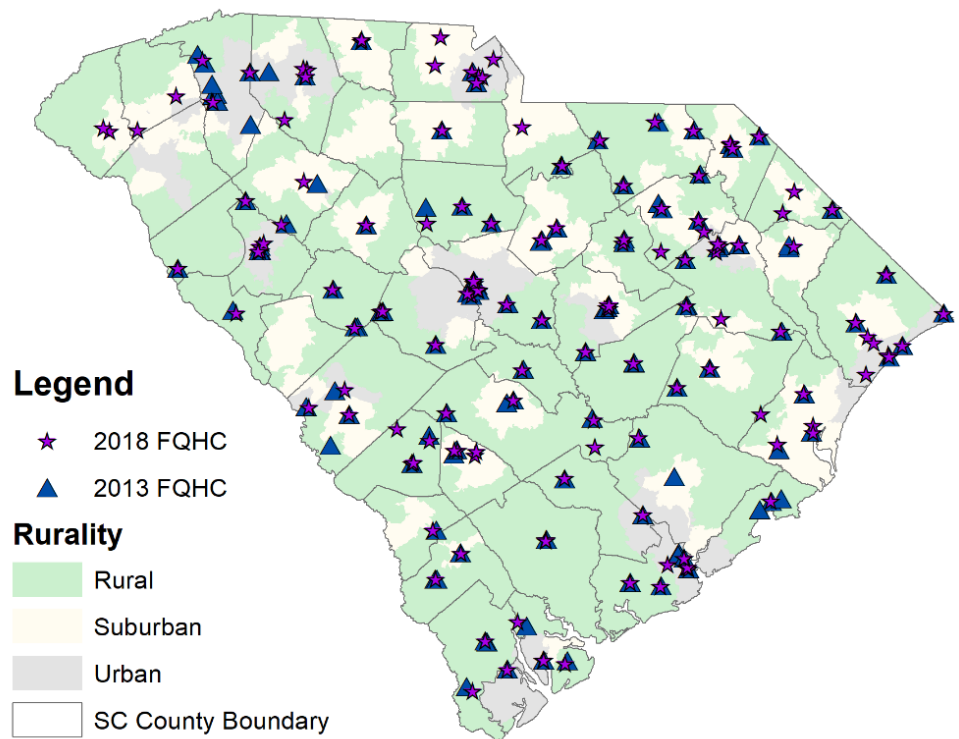 Legend
2018 FQHC
2013 FQHC
Rurality
Rural
Suburban
Urban
SC County Boundary